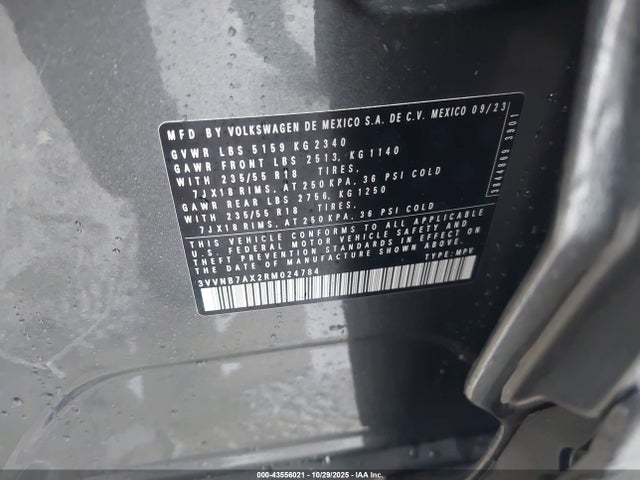 MFD BY VOLKSWAGEN DE MEXICO S.A. DE C.V. MEXICO 09/23
GVWR LBS 5159 KG 2340
GAWR FRONT LBS 2513, KG 1140
WITH 235/55 R18 TIRES.
7JX18 RIMS. AT 250 KPA. 36 PSI COLD
GAWR REAR LBS 2756, KG 1250
WITH 235/55 R18 TIRES.
7JX18 RIMS. AT 250 KPA. 36 PSI COLD
THIS VEHICLE CONFORMS TO ALL APPLICABLE
U.S. FEDERAL MOTOR VEHICLE SAFETY AND
THEFT PREVENTION STANDARDS IN EFFECT ON
THE DATE OF MANUFACTURE SHOWN ABOVE.
3VVNB7AX2RM024784 TYPE: MPV
3901
000-43556021 - 10/29/2025 - IAA Inc.